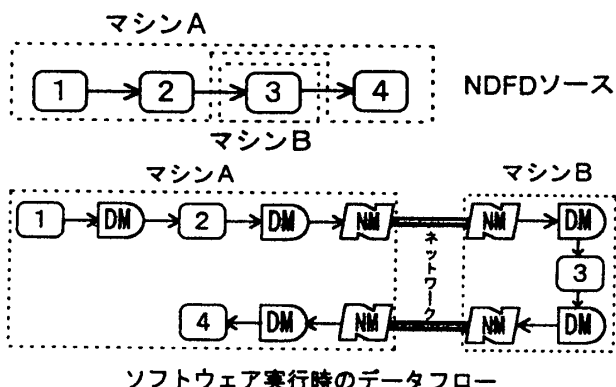 マシンA
1 2 3 4
NDFDソース
マシンB
マシンA
マシンB
1 DM 2 DM NM NM DM
ネットワーク
3
4 DM NM NM DM
ソフトウェア実行時のデータフロー